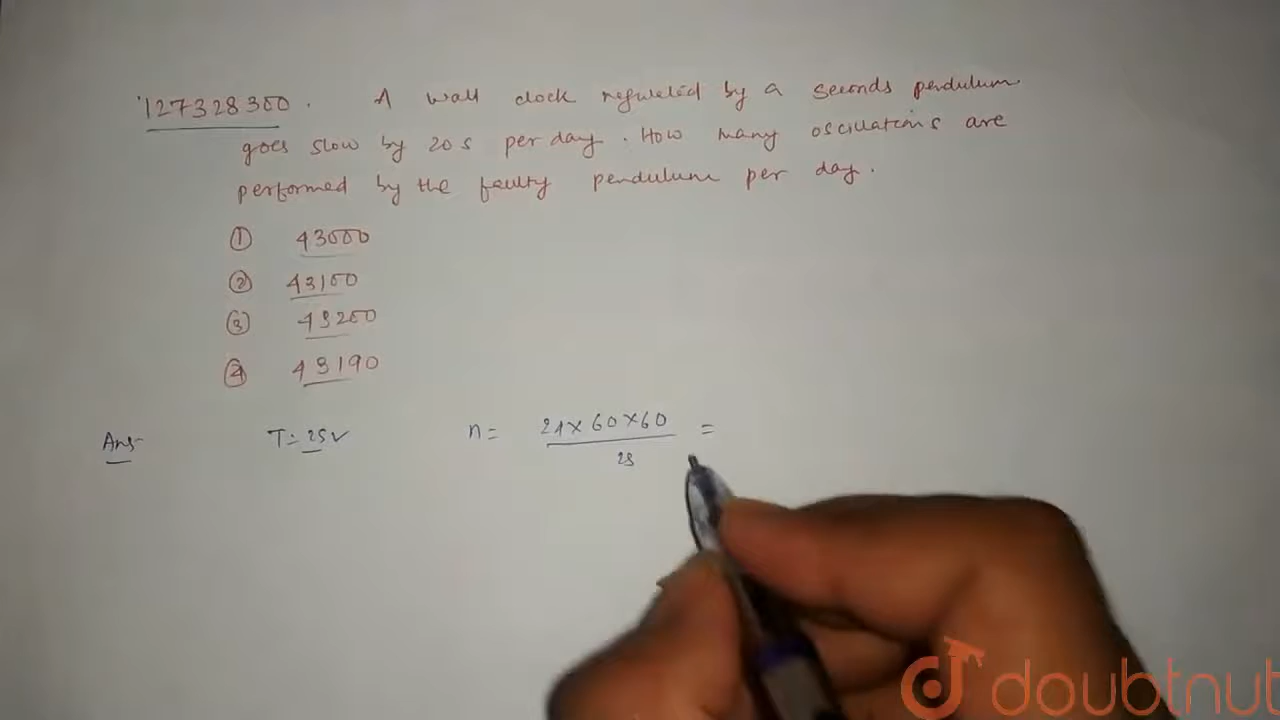 127328300. A wall clock regulated by a seconds pendulum
goes slow by 20 s per day. How many oscillations are
performed by the faulty pendulum per day.
① 43000
② 43100
③ 43200
④ 43190
Ans- T = 2s ✓ n = 24×60×60 =
2s
doubtnut